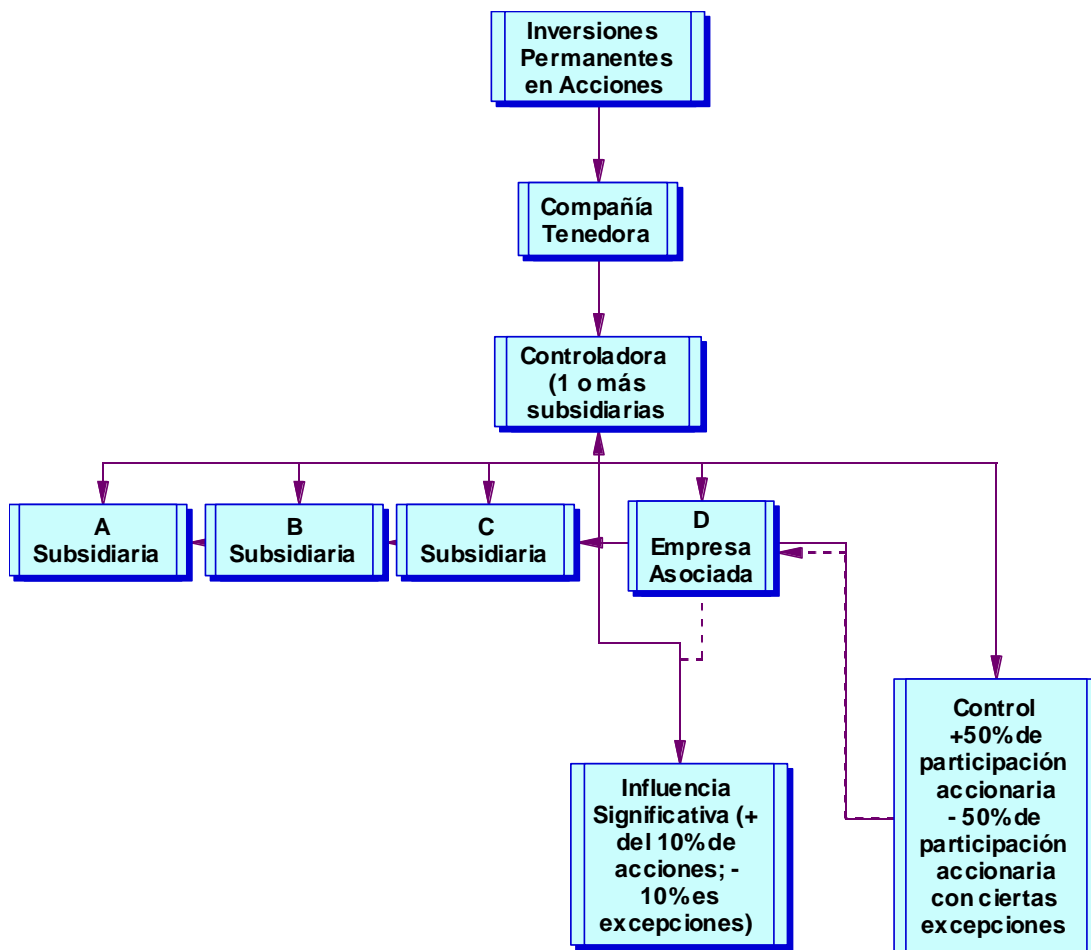 Inversiones
Permanentes
en Acciones
Compañía
Tenedora
Controladora
(1 o más
subsidiarias
A
Subsidiaria
B
Subsidiaria
C
Subsidiaria
D
Empresa
Asociada
Influencia
Significativa (+
del 10% de
acciones; -
10% es
excepciones)
Control
+50% de
participación
accionaria
- 50% de
participación
accionaria
con ciertas
excepciones